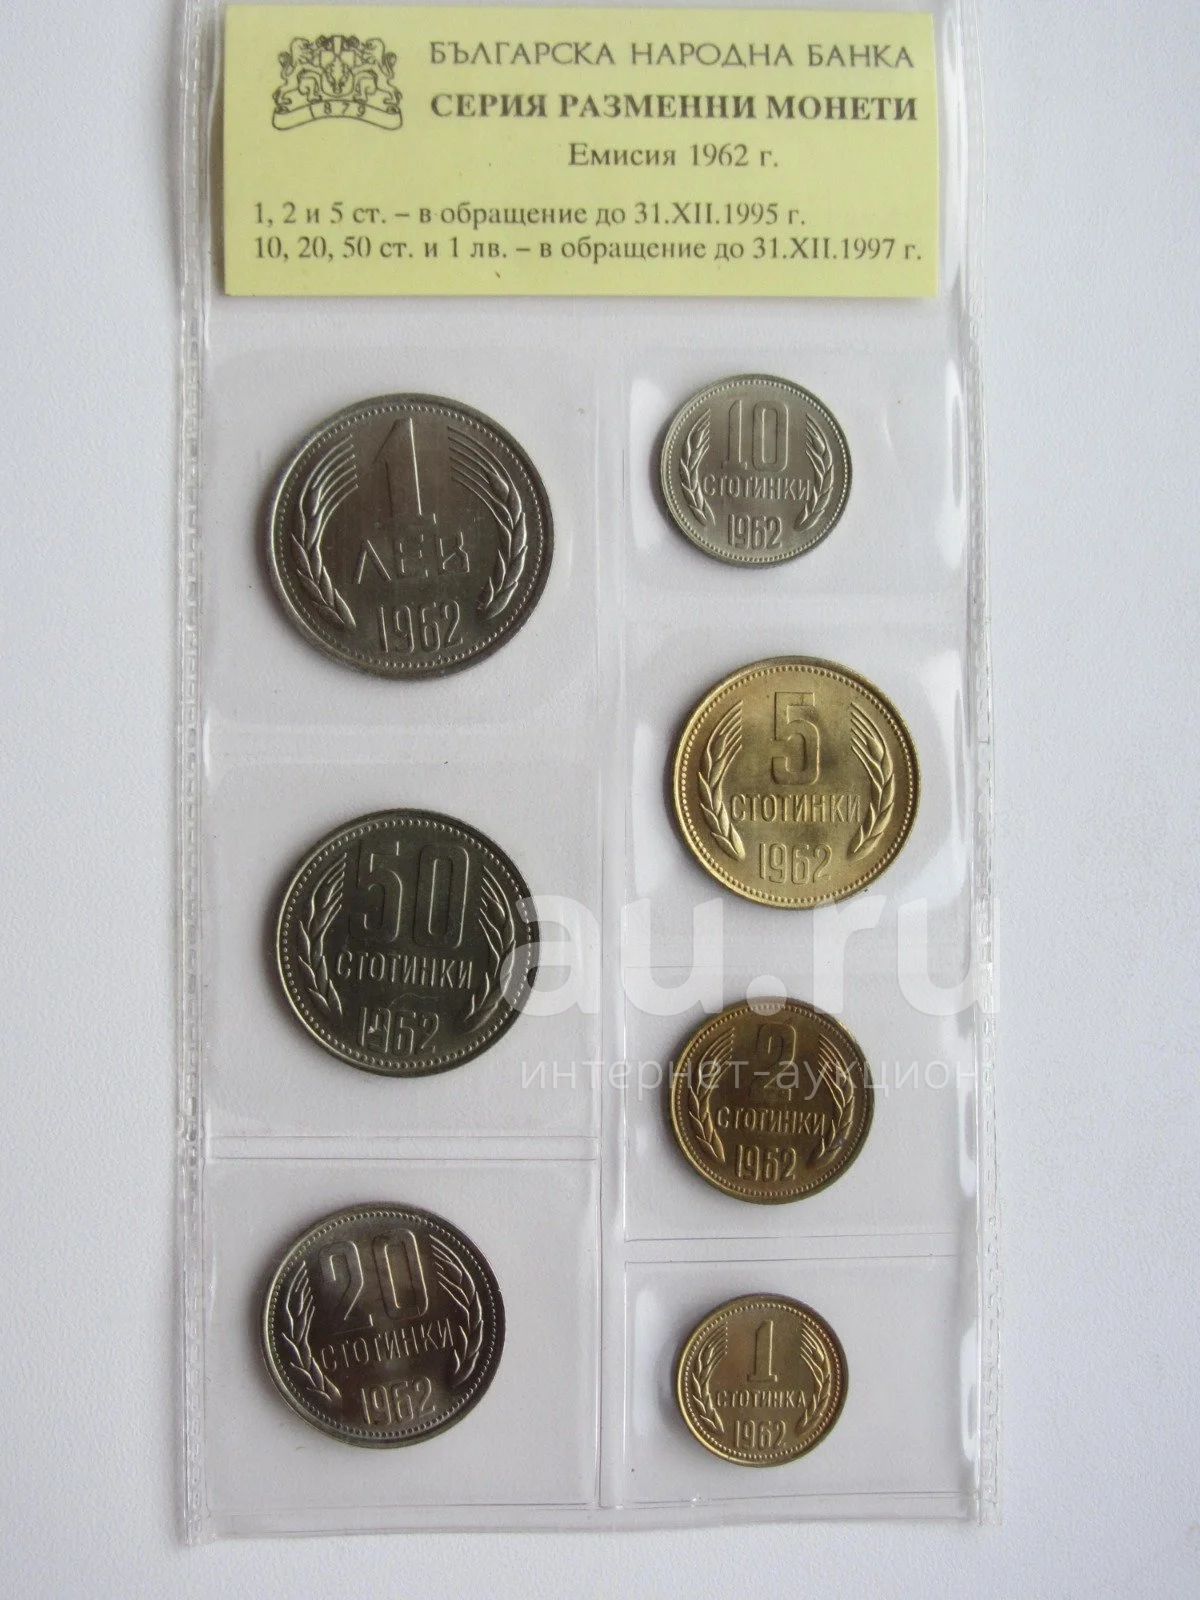 1879
БЪЛГАРСКА НАРОДНА БАНКА
СЕРИЯ РАЗМЕННИ МОНЕТИ
Емисия 1962 г.
1, 2 и 5 ст. – в обращение до 31.XII.1995 г.
10, 20, 50 ст. и 1 лв. – в обращение до 31.XII.1997 г.
1
ЛЕВ
1962
10
СТОТИНКИ
1962
5
СТОТИНКИ
1962
50
СТОТИНКИ
1962
au.ru
интернет-аукцион
2
СТОТИНКИ
1962
20
СТОТИНКИ
1962
1
СТОТИНКА
1962